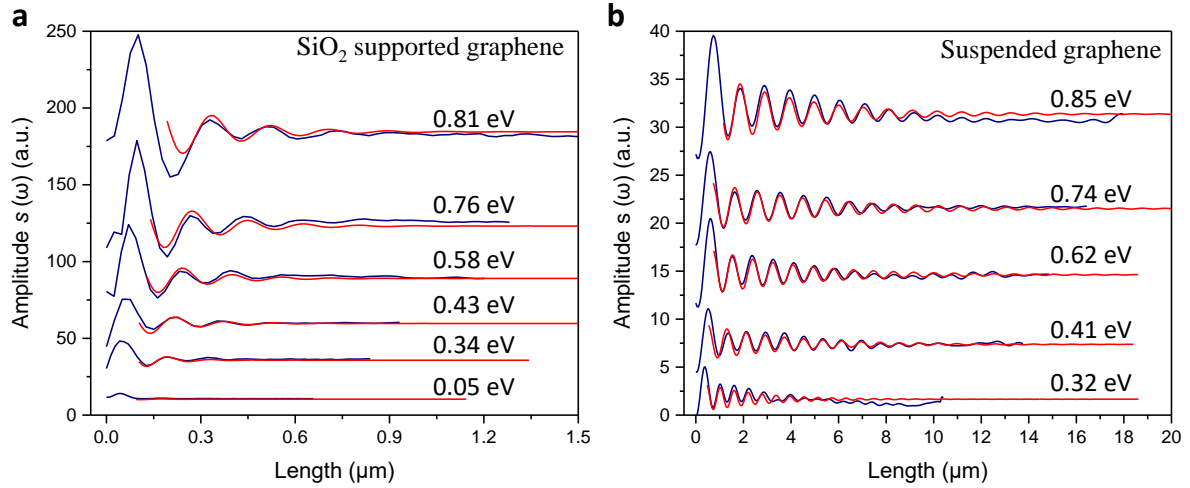 a
SiO₂ supported graphene
250
200
150
100
50
0
Amplitude s (ω) (a.u.)
0.81 eV
0.76 eV
0.58 eV
0.43 eV
0.34 eV
0.05 eV
0.0 0.3 0.6 0.9 1.2 1.5
Length (μm)
b
Suspended graphene
40
35
30
25
20
15
10
5
0
Amplitude s (ω) (a.u.)
0.85 eV
0.74 eV
0.62 eV
0.41 eV
0.32 eV
0 2 4 6 8 10 12 14 16 18 20
Length (μm)